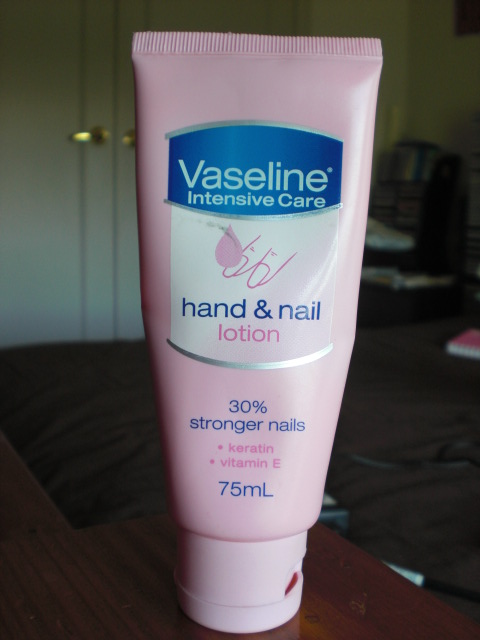 Vaseline®
Intensive Care
hand & nail
lotion
30%
stronger nails
• keratin
• vitamin E
75mL